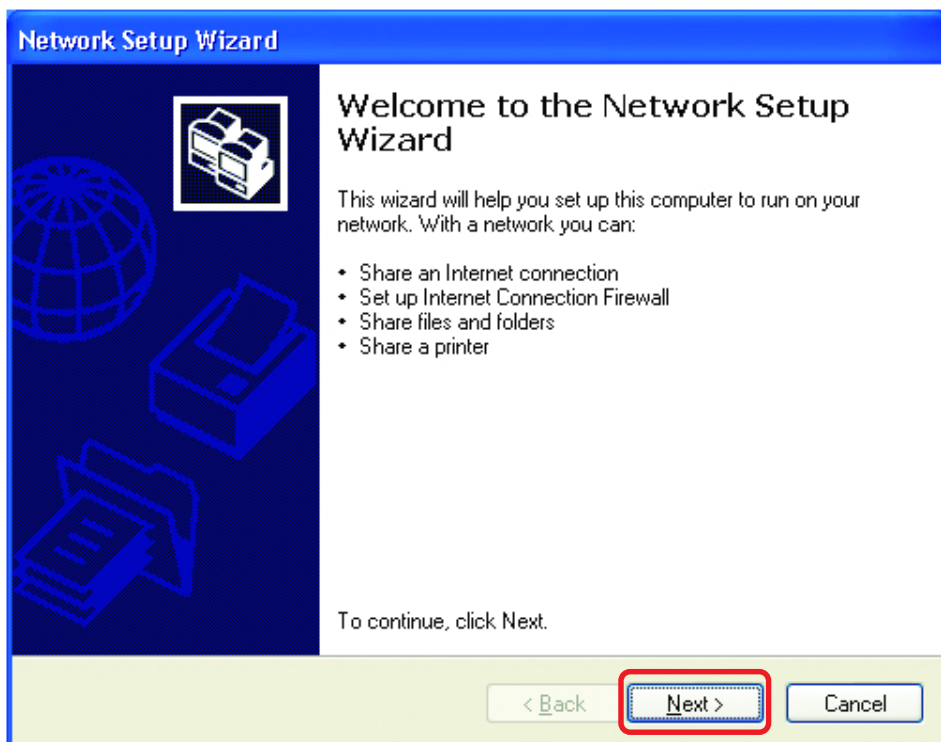 Network Setup Wizard
Welcome to the Network Setup
Wizard
This wizard will help you set up this computer to run on your
network. With a network you can:
• Share an Internet connection
• Set up Internet Connection Firewall
• Share files and folders
• Share a printer
To continue, click Next.
< Back Next > Cancel